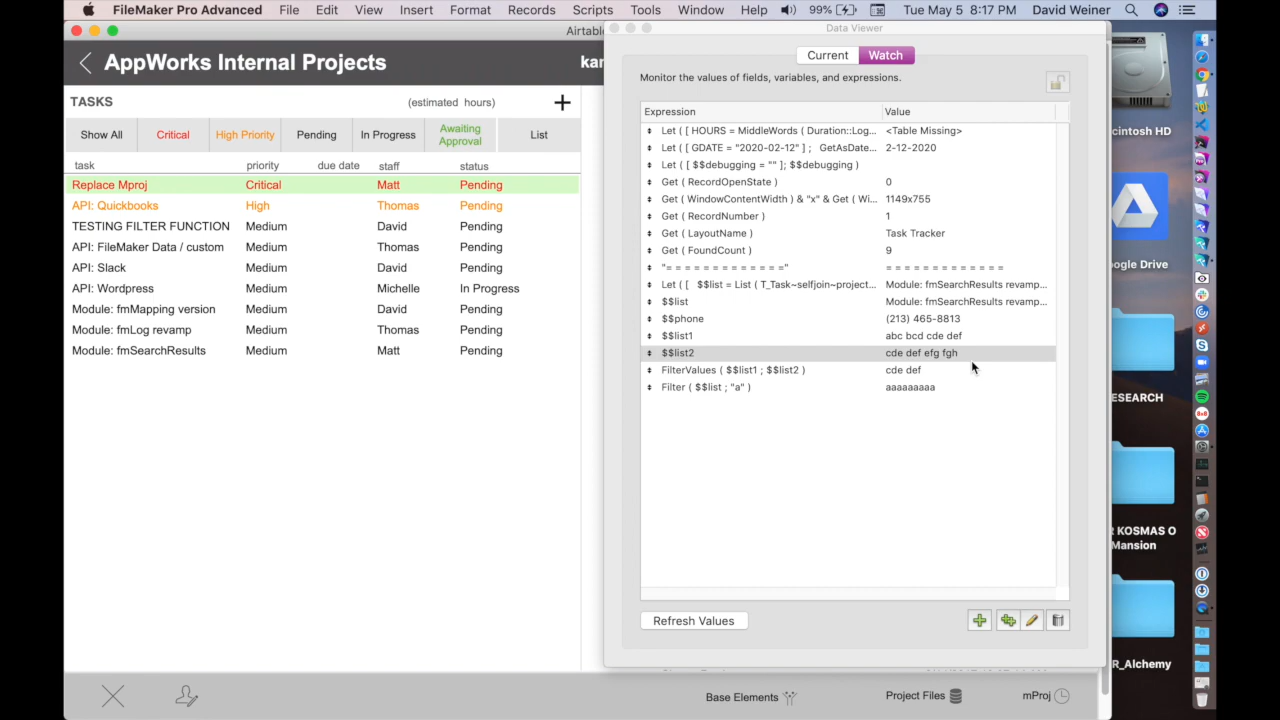 FileMaker Pro Advanced File Edit View Insert Format Records Scripts Tools Window Help 99% Tue May 5 8:17 PM David Weiner
Airtable
Data Viewer
AppWorks Internal Projects
Current Watch
Monitor the values of fields, variables, and expressions.
TASKS (estimated hours) +
Expression Value
Show All Critical High Priority Pending In Progress Awaiting Approval List
task priority due date staff status
Replace Mproj Critical Matt Pending
API: Quickbooks High Thomas Pending
TESTING FILTER FUNCTION Medium David Pending
API: FileMaker Data / custom Medium Thomas Pending
API: Slack Medium David Pending
API: Wordpress Medium Michelle In Progress
Module: fmMapping version Medium David Pending
Module: fmLog revamp Medium Thomas Pending
Module: fmSearchResults Medium Matt Pending
Let ( [ HOURS = MiddleWords ( Duration::Log... <Table Missing>
Let ( [ GDATE = "2020-02-12" ] ; GetAsDate... 2-12-2020
Let ( [ $$debugging = "" ]; $$debugging )
Get ( RecordOpenState ) 0
Get ( WindowContentWidth ) & "x" & Get ( Wi... 1149x755
Get ( RecordNumber ) 1
Get ( LayoutName ) Task Tracker
Get ( FoundCount ) 9
"= = = = = = = = = = = = =" = = = = = = = = = = = = =
Let ( [ $$list = List ( T_Task~selfjoin~project... Module: fmSearchResults revamp...
$$list Module: fmSearchResults revamp...
$$phone (213) 465-8813
$$list1 abc bcd cde def
$$list2 cde def efg fgh
FilterValues ( $$list1 ; $$list2 ) cde def
Filter ( $$list ; "a" ) aaaaaaaaa
Refresh Values
Base Elements Project Files mProj
cintosh HD
ogle Drive
ESEARCH
R KOSMAS O
Mansion
R_Alchemy